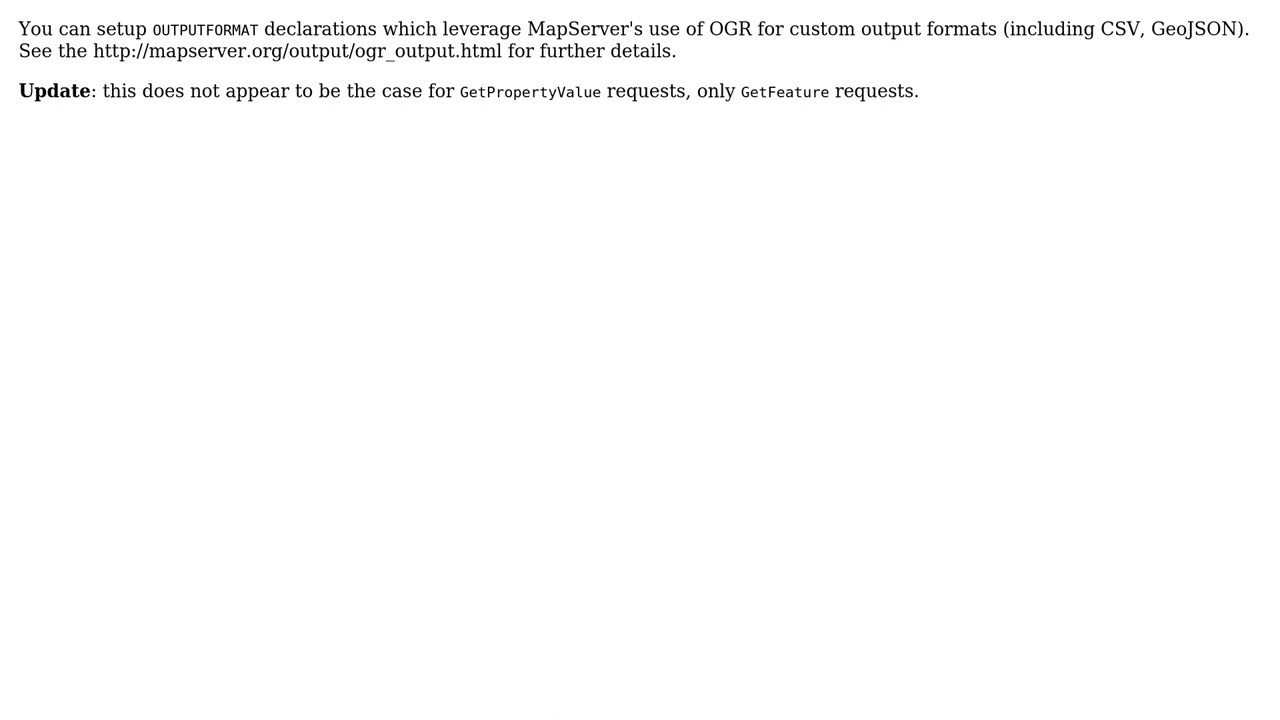 You can setup OUTPUTFORMAT declarations which leverage MapServer's use of OGR for custom output formats (including CSV, GeoJSON).
See the http://mapserver.org/output/ogr_output.html for further details.
Update: this does not appear to be the case for GetPropertyValue requests, only GetFeature requests.